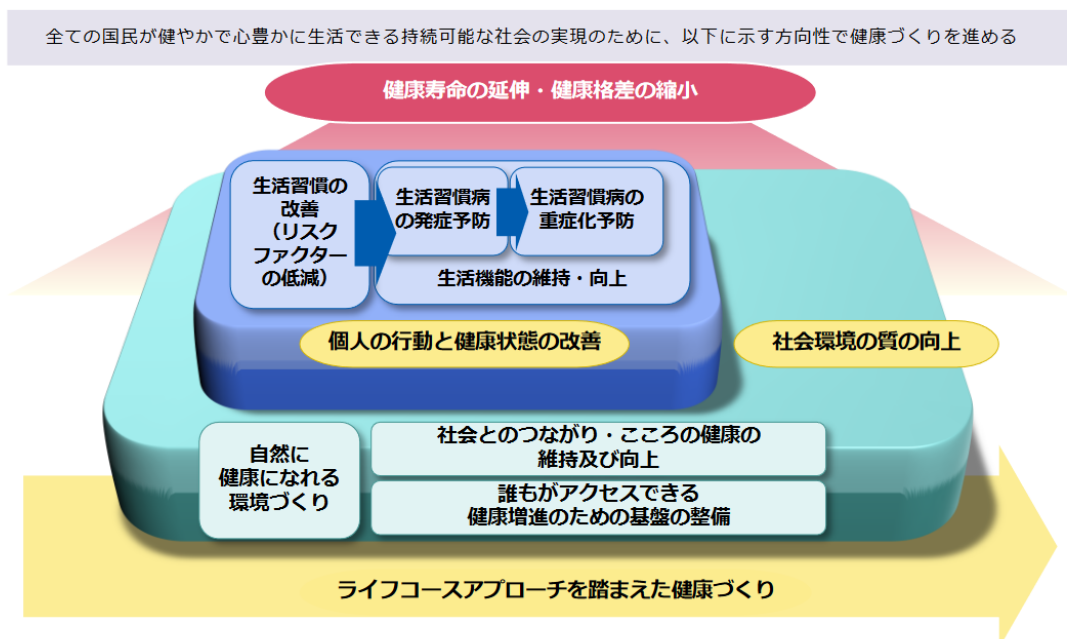 全ての国民が健やかで心豊かに生活できる持続可能な社会の実現のために、以下に示す方向性で健康づくりを進める
健康寿命の延伸・健康格差の縮小
生活習慣の
改善
（リスク
ファクター
の低減）
生活習慣病
の発症予防
生活習慣病の
重症化予防
生活機能の維持・向上
個人の行動と健康状態の改善
社会環境の質の向上
自然に
健康になれる
環境づくり
社会とのつながり・こころの健康の
維持及び向上
誰もがアクセスできる
健康増進のための基盤の整備
ライフコースアプローチを踏まえた健康づくり